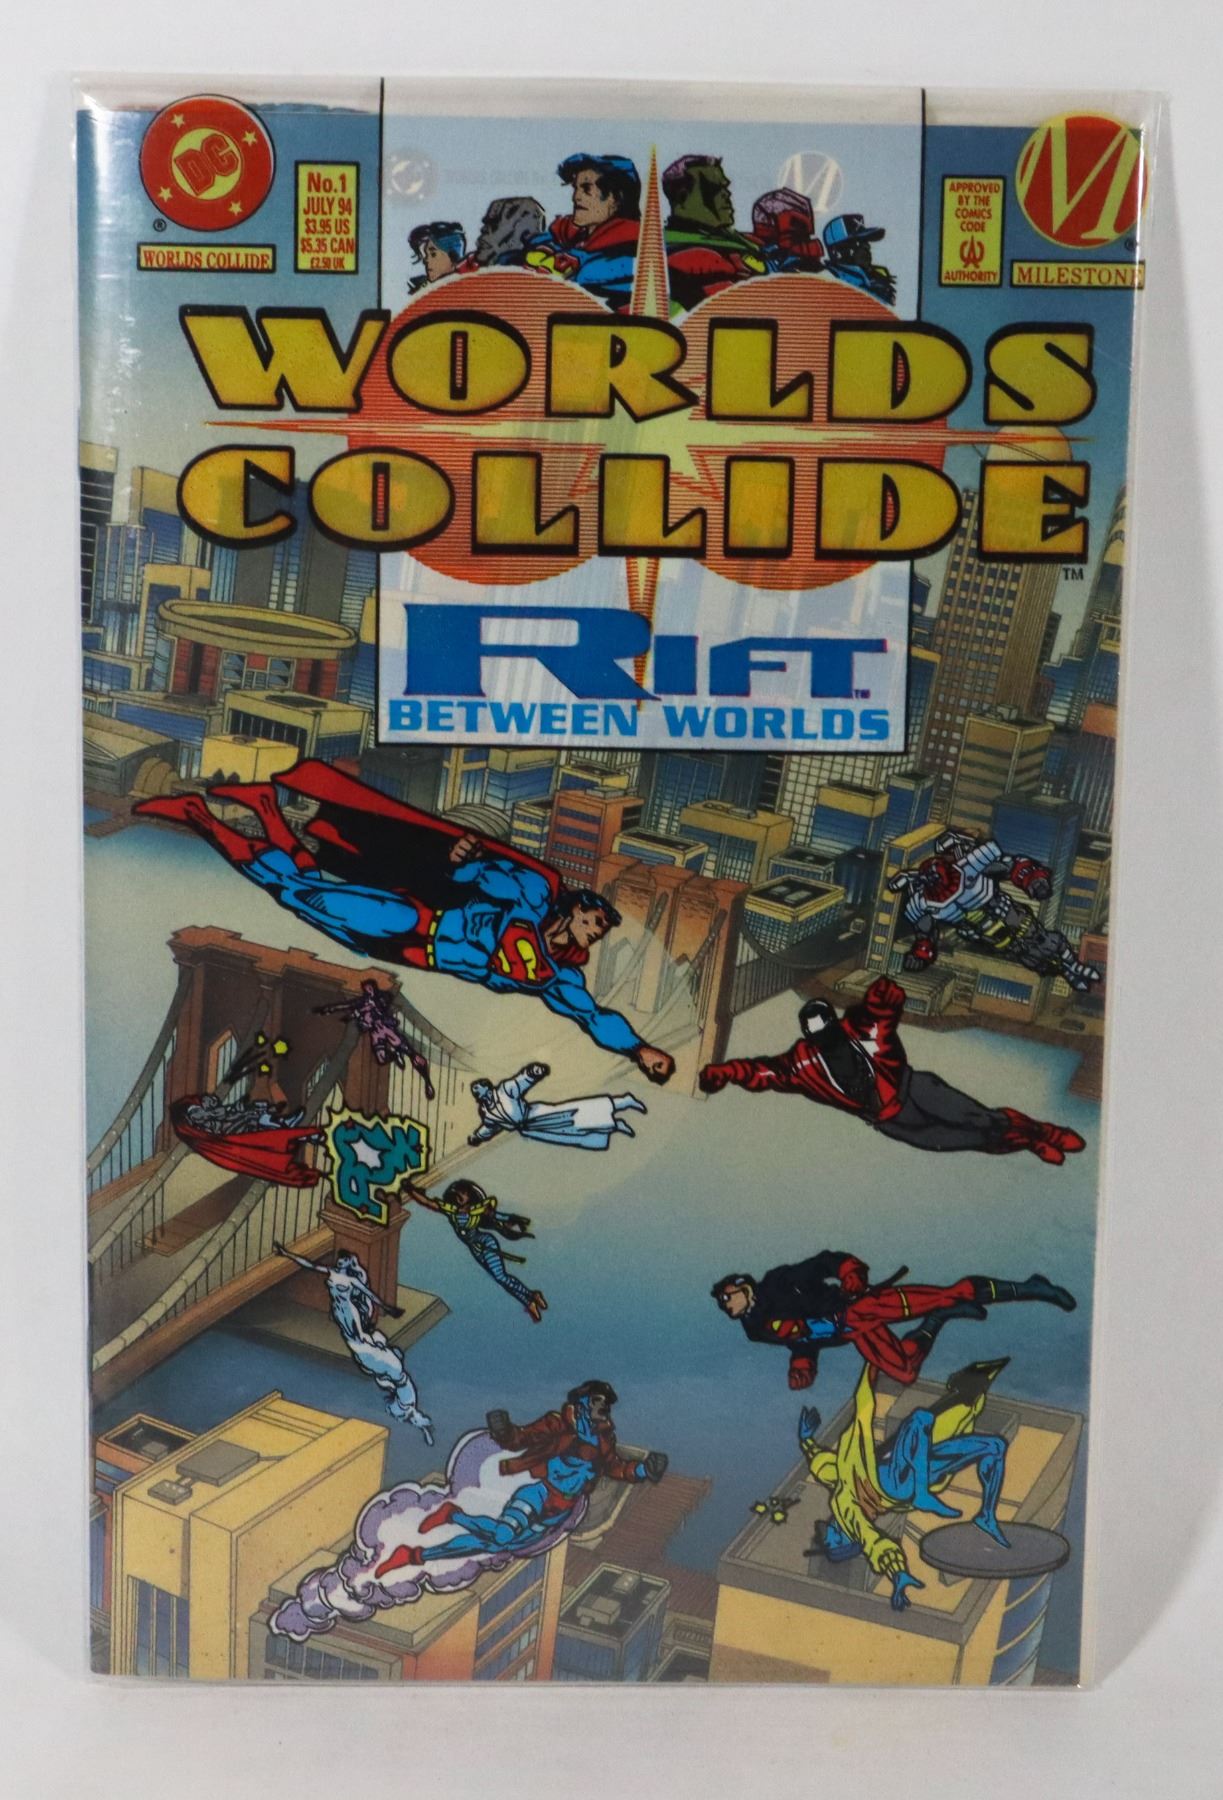 DC
®
WORLDS COLLIDE
No.1
JULY 94
$3.95 US
$5.35 CAN
£2.50 UK
APPROVED
BY THE
COMICS
CODE
AUTHORITY
M
®
MILESTONE
WORLDS
COLLIDE
TM
RIFT
TM
BETWEEN WORLDS
S